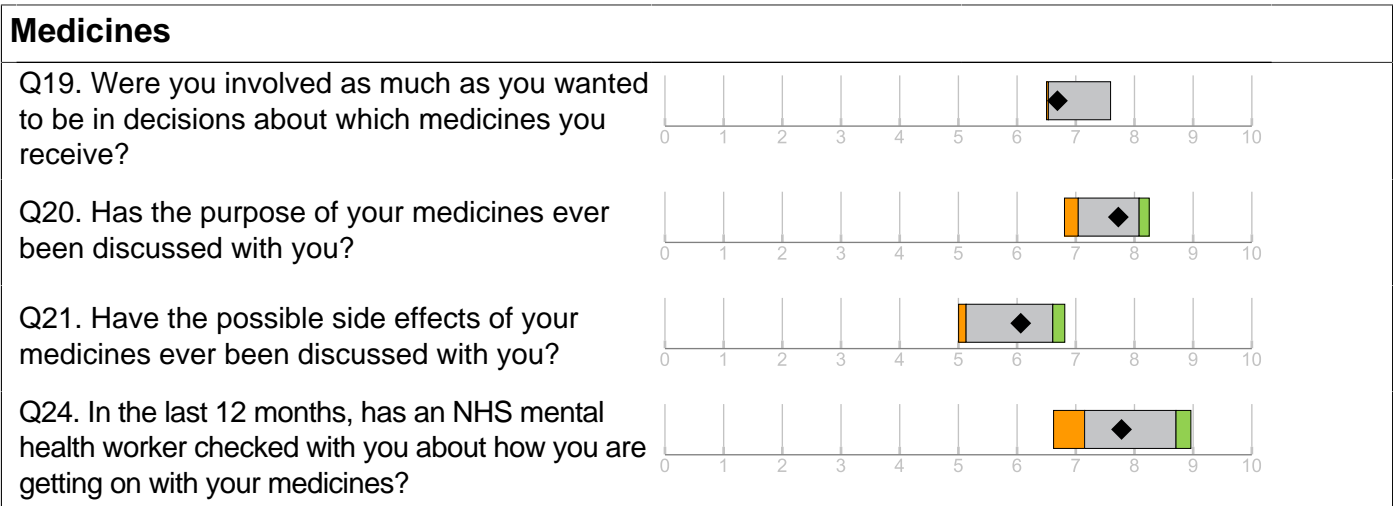 Medicines
Q19. Were you involved as much as you wanted
to be in decisions about which medicines you
receive?
0 1 2 3 4 5 6 7 8 9 10
Q20. Has the purpose of your medicines ever
been discussed with you?
0 1 2 3 4 5 6 7 8 9 10
Q21. Have the possible side effects of your
medicines ever been discussed with you?
0 1 2 3 4 5 6 7 8 9 10
Q24. In the last 12 months, has an NHS mental
health worker checked with you about how you are
getting on with your medicines?
0 1 2 3 4 5 6 7 8 9 10